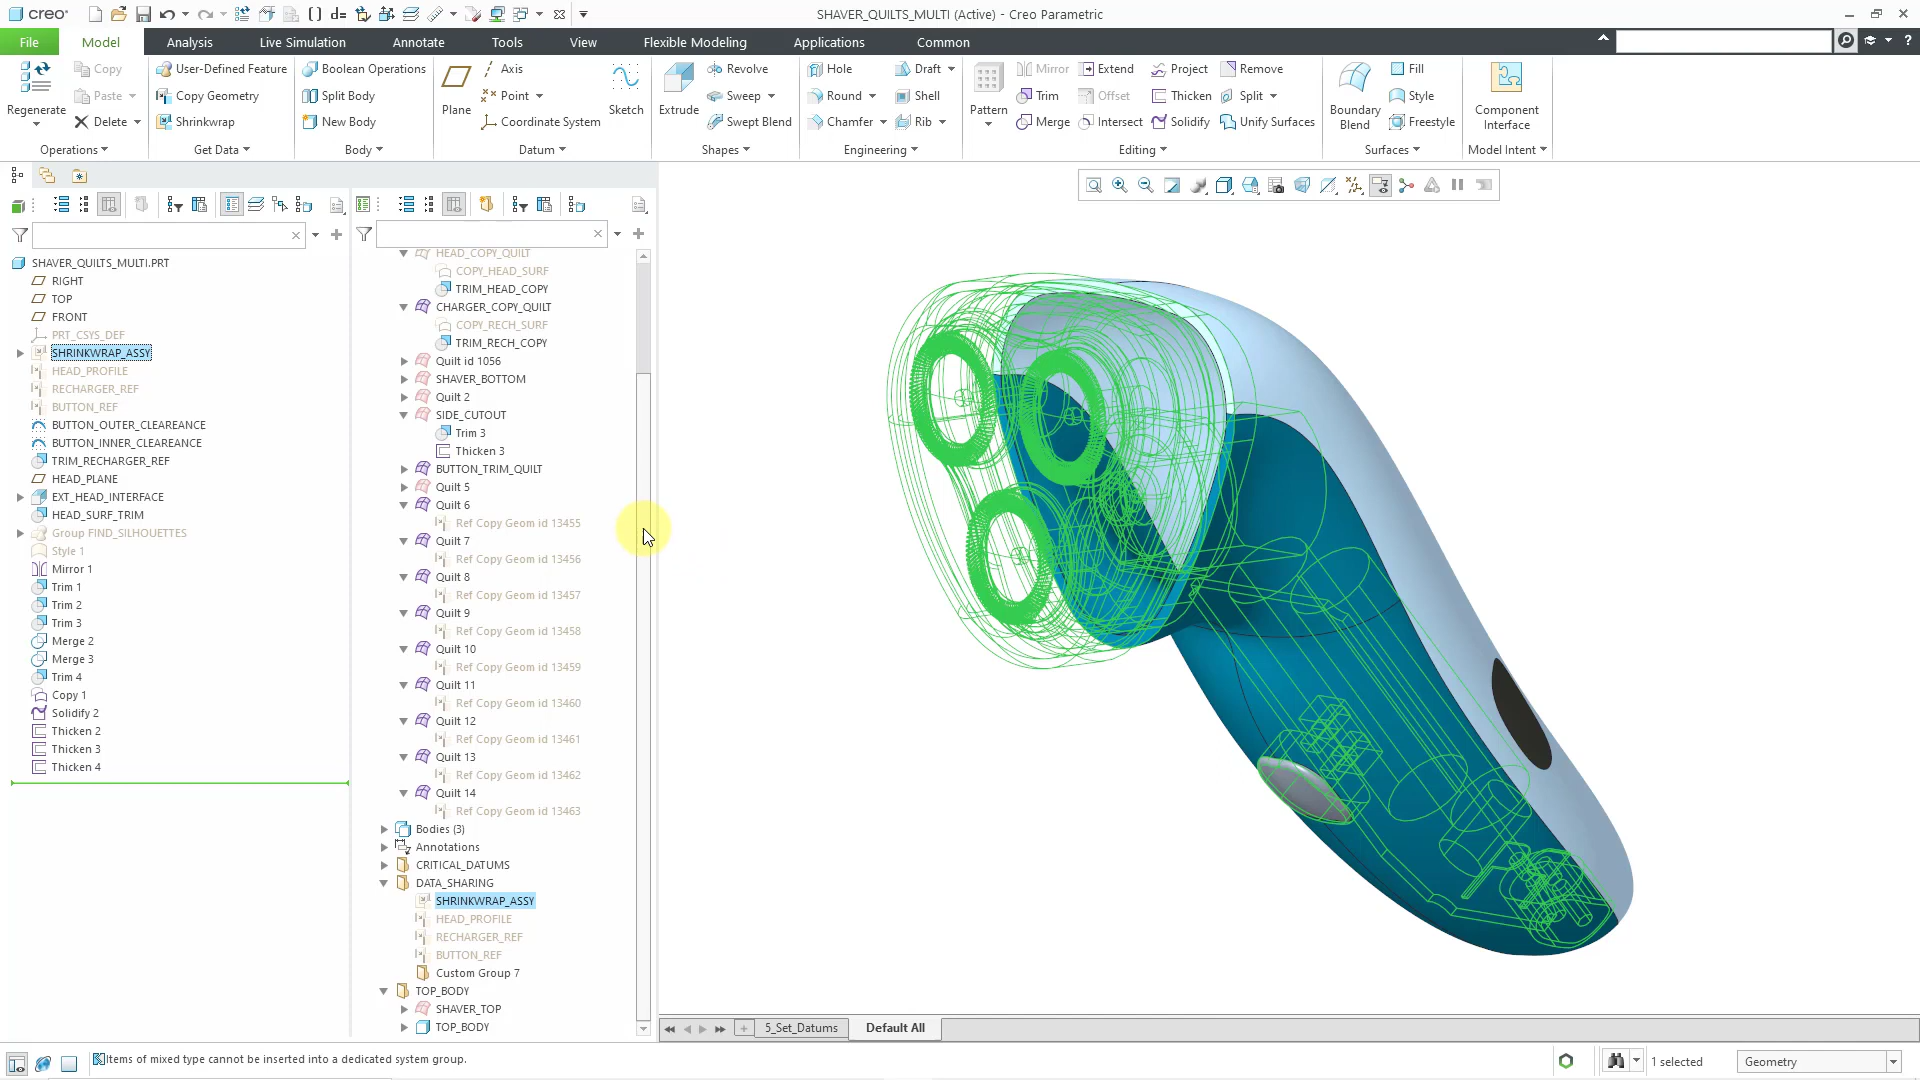 creo
SHAVER_QUILTS_MULTI (Active) - Creo Parametric
File
Model
Analysis
Live Simulation
Annotate
Tools
View
Flexible Modeling
Applications
Common
Regenerate
Copy
Paste
Delete
Operations
User-Defined Feature
Copy Geometry
Shrinkwrap
Get Data
Boolean Operations
Split Body
New Body
Body
Plane
Axis
Point
Coordinate System
Sketch
Datum
Extrude
Revolve
Sweep
Swept Blend
Shapes
Hole
Round
Chamfer
Draft
Shell
Rib
Engineering
Pattern
Mirror
Trim
Merge
Extend
Offset
Intersect
Project
Thicken
Solidify
Remove
Split
Unify Surfaces
Editing
Boundary
Blend
Fill
Style
Freestyle
Surfaces
Component
Interface
Model Intent
SHAVER_QUILTS_MULTI.PRT
RIGHT
TOP
FRONT
PRT_CSYS_DEF
SHRINKWRAP_ASSY
HEAD_PROFILE
RECHARGER_REF
BUTTON_REF
BUTTON_OUTER_CLEAREANCE
BUTTON_INNER_CLEAREANCE
TRIM_RECHARGER_REF
HEAD_PLANE
EXT_HEAD_INTERFACE
HEAD_SURF_TRIM
Group FIND_SILHOUETTES
Style 1
Mirror 1
Trim 1
Trim 2
Trim 3
Merge 2
Merge 3
Trim 4
Copy 1
Solidify 2
Thicken 2
Thicken 3
Thicken 4
HEAD_COPY_QUILT
COPY_HEAD_SURF
TRIM_HEAD_COPY
CHARGER_COPY_QUILT
COPY_RECH_SURF
TRIM_RECH_COPY
Quilt id 1056
SHAVER_BOTTOM
Quilt 2
SIDE_CUTOUT
Trim 3
Thicken 3
BUTTON_TRIM_QUILT
Quilt 5
Quilt 6
Ref Copy Geom id 13455
Quilt 7
Ref Copy Geom id 13456
Quilt 8
Ref Copy Geom id 13457
Quilt 9
Ref Copy Geom id 13458
Quilt 10
Ref Copy Geom id 13459
Quilt 11
Ref Copy Geom id 13460
Quilt 12
Ref Copy Geom id 13461
Quilt 13
Ref Copy Geom id 13462
Quilt 14
Ref Copy Geom id 13463
Bodies (3)
Annotations
CRITICAL_DATUMS
DATA_SHARING
SHRINKWRAP_ASSY
HEAD_PROFILE
RECHARGER_REF
BUTTON_REF
Custom Group 7
TOP_BODY
SHAVER_TOP
TOP_BODY
5_Set_Datums
Default All
Items of mixed type cannot be inserted into a dedicated system group.
1 selected
Geometry